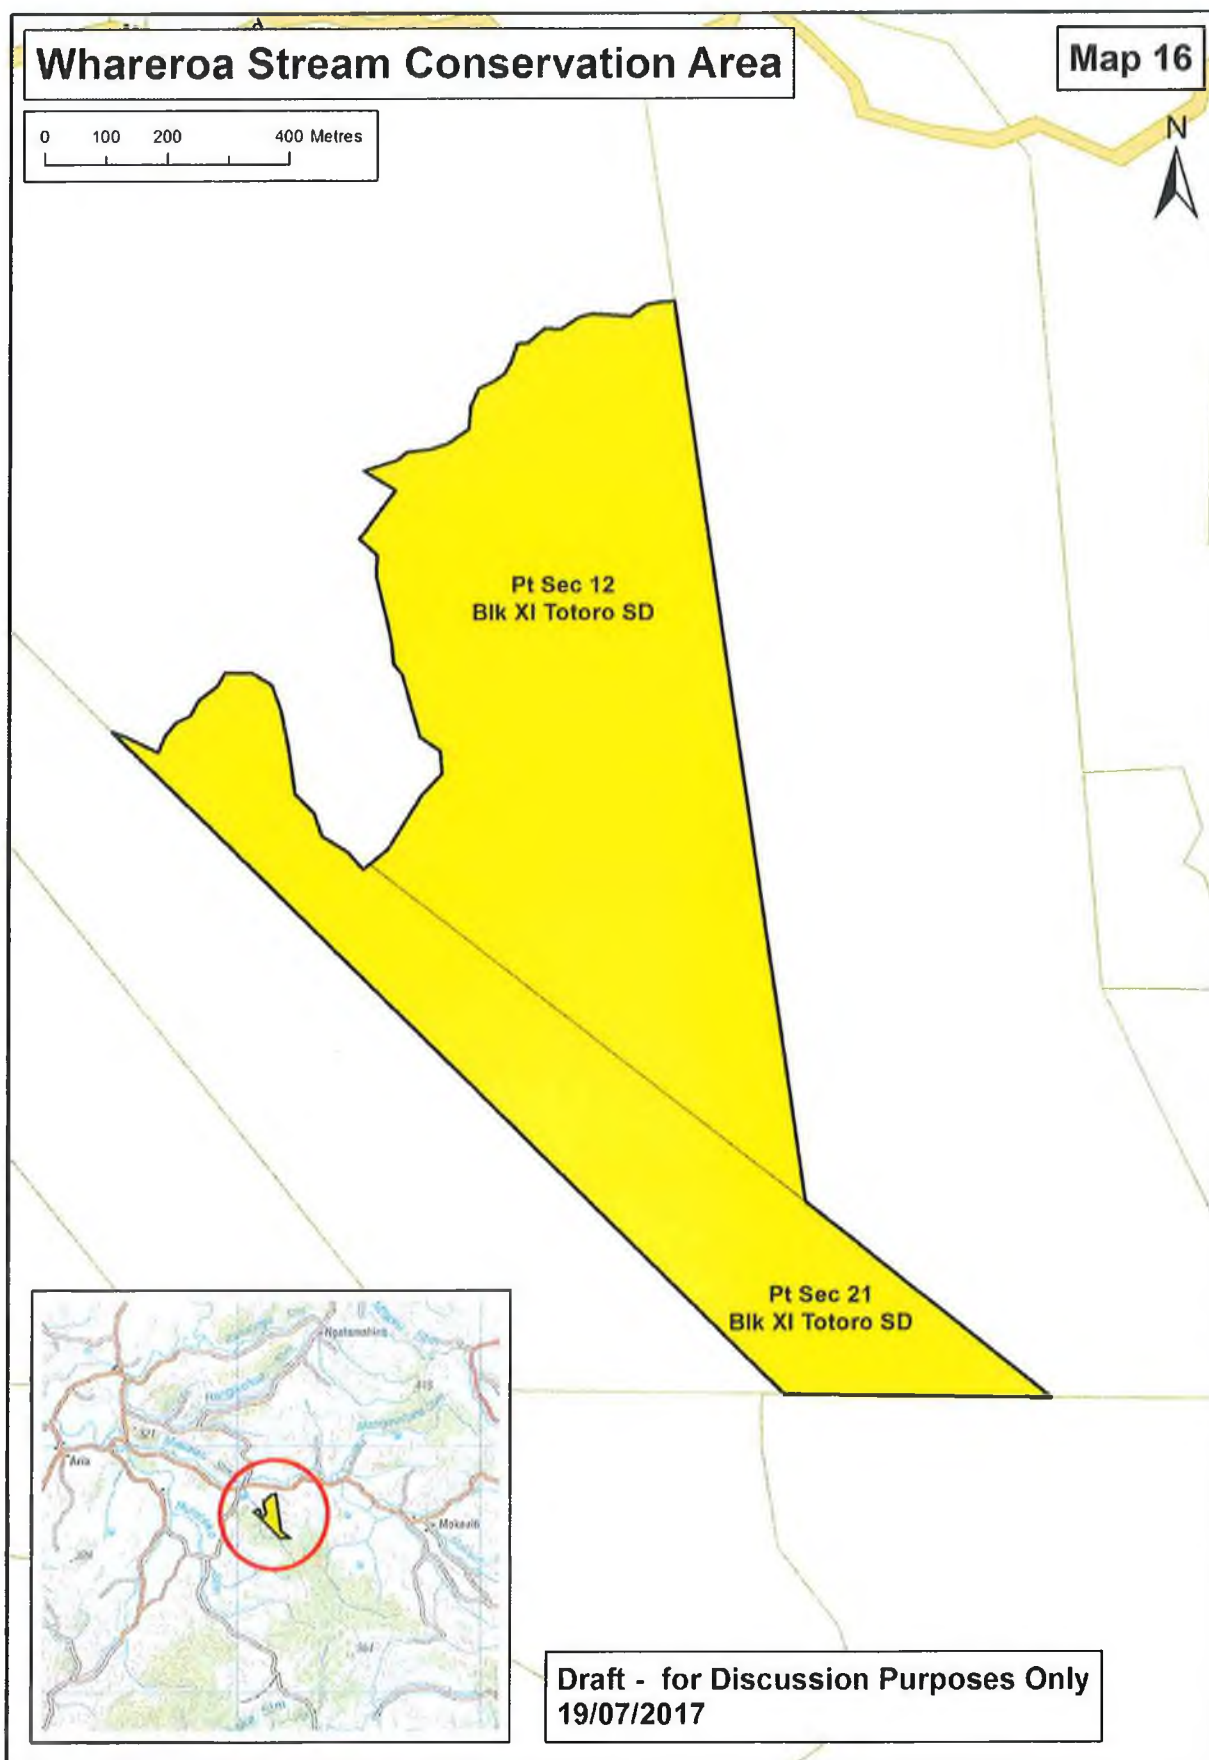 Whareroa Stream Conservation Area
Map 16
0 100 200 400 Metres
N
Pt Sec 12
Blk XI Totoro SD
Pt Sec 21
Blk XI Totoro SD
Aria
321
Draft - for Discussion Purposes Only
19/07/2017